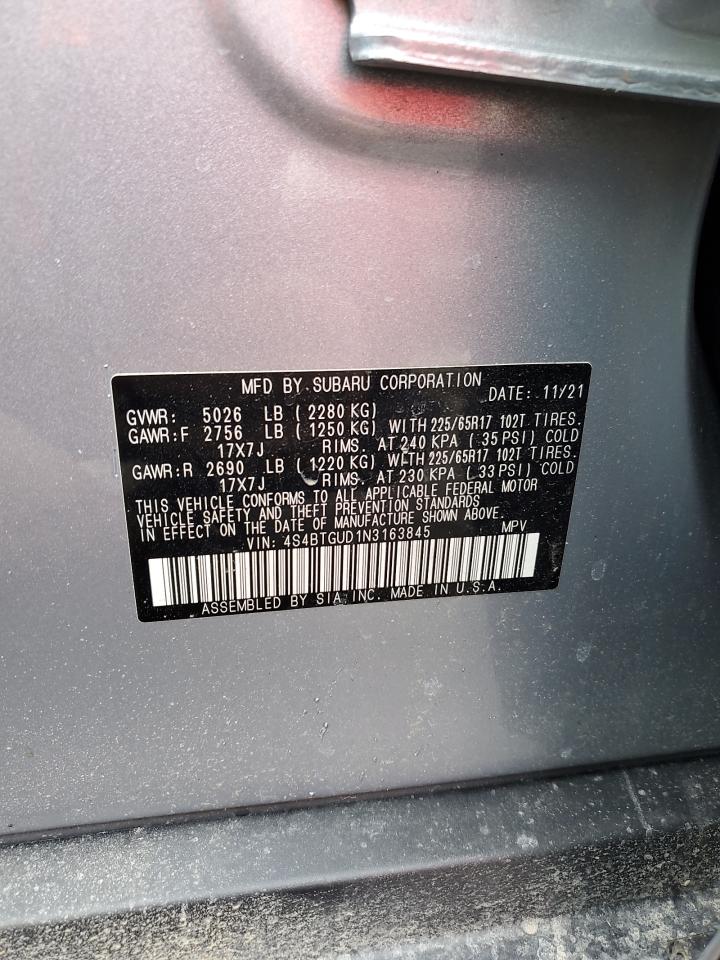 MFD BY SUBARU CORPORATION
DATE: 11/21
GVWR: 5026 LB ( 2280 KG)
GAWR:F 2756 LB ( 1250 KG) WITH 225/65R17 102T TIRES.
17X7J RIMS. AT 240 KPA ( 35 PSI) COLD
GAWR:R 2690 LB ( 1220 KG) WITH 225/65R17 102T TIRES.
17X7J RIMS. AT 230 KPA ( 33 PSI) COLD
THIS VEHICLE CONFORMS TO ALL APPLICABLE FEDERAL MOTOR
VEHICLE SAFETY AND THEFT PREVENTION STANDARDS
IN EFFECT ON THE DATE OF MANUFACTURE SHOWN ABOVE.
VIN: 4S4BTGUD1N3163845 MPV
ASSEMBLED BY SIA, INC. MADE IN U.S.A.